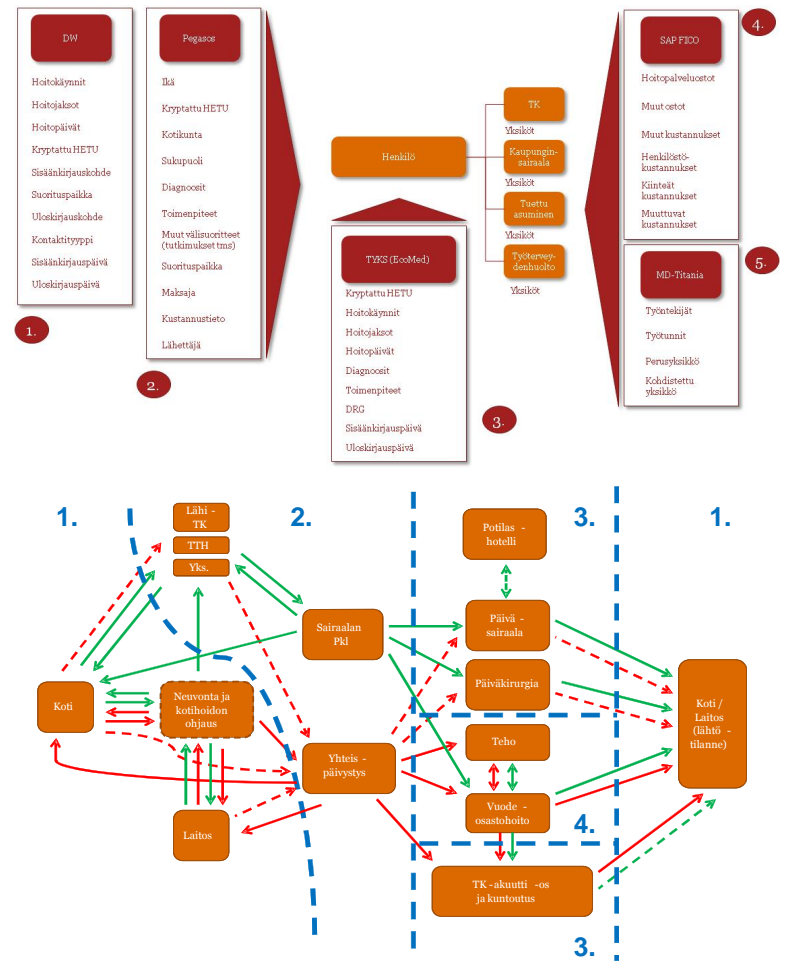 DW
Hoitokäynnit
Hoitojaksot
Hoitopäivät
Kryptattu HETU
Sisäänkirjauskohde
Suorituspaikka
Uloskirjauskohde
Kontaktityyppi
Sisäänkirjauspäivä
Uloskirjauspäivä
1.
Pegasos
Ikä
Kryptattu HETU
Kotikunta
Sukupuoli
Diagnoosit
Toimenpiteet
Muut välisuoritteet
(tutkimukset tms)
Suorituspaikka
Maksaja
Kustannustieto
Lähettäjä
2.
Henkilö
TK
Yksiköt
Kaupungin-
sairaala
Yksiköt
Tuettu
asuminen
Yksiköt
Työtervey-
denhuolto
Yksiköt
TYKS (EcoMed)
Kryptattu HETU
Hoitokäynnit
Hoitojaksot
Hoitopäivät
Diagnoosit
Toimenpiteet
DRG
Sisäänkirjauspäivä
Uloskirjauspäivä
3.
SAP FICO
4.
Hoitopalveluostot
Muut ostot
Muut kustannukset
Henkilöstö-
kustannukset
Kiinteät
kustannukset
Muuttuvat
kustannukset
MD-Titania
5.
Työntekijät
Työtunnit
Perusyksikkö
Kohdistettu
yksikkö
1.
Lähi -
TK
TTH
Yks.
2.
3.
1.
Potilas -
hotelli
Sairaalan
Pkl
Päivä -
sairaala
Päiväkirurgia
Koti
Neuvonta ja
kotihoidon
ohjaus
Koti /
Laitos
(lähtö -
tilanne)
Yhteis -
päivystys
Teho
Vuode -
osastohoito
4.
Laitos
TK -akuutti -os
ja kuntoutus
3.